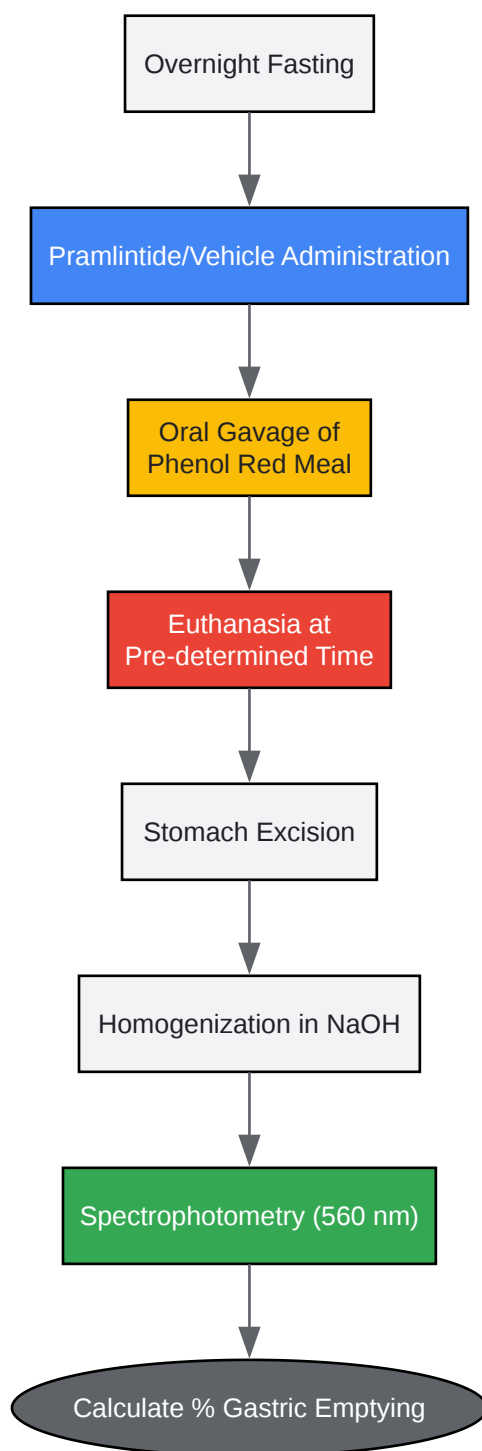 Overnight Fasting
Pramlintide/Vehicle Administration
Oral Gavage of
Phenol Red Meal
Euthanasia at
Pre-determined Time
Stomach Excision
Homogenization in NaOH
Spectrophotometry (560 nm)
Calculate % Gastric Emptying